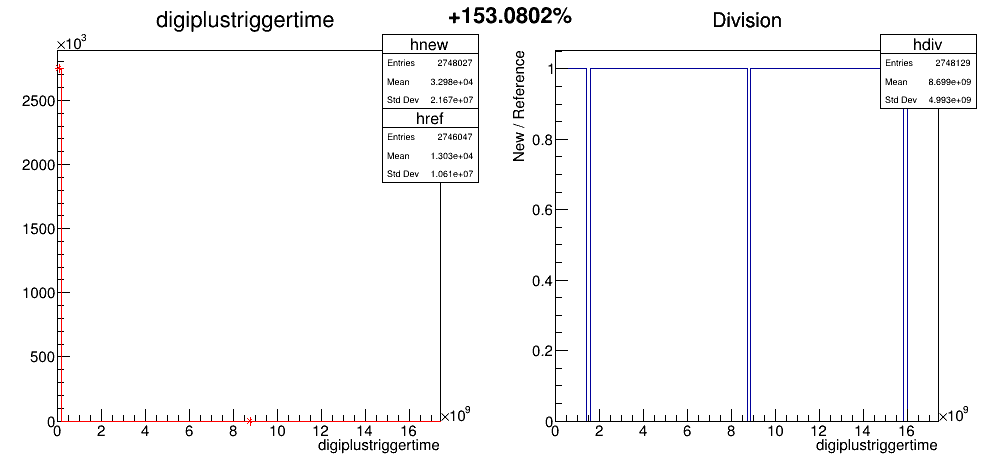 +153.0802%
digiplustriggertime
×10³
hnew
Entries 2748027
Mean 3.298e+04
Std Dev 2.167e+07
href
Entries 2746047
Mean 1.303e+04
Std Dev 1.061e+07
2500
2000
1500
1000
500
0
0 2 4 6 8 10 12 14 16
×10⁹
digiplustriggertime
Division
hdiv
Entries 2748129
Mean 8.699e+09
Std Dev 4.993e+09
New / Reference
1
0.8
0.6
0.4
0.2
0
0 2 4 6 8 10 12 14 16
×10⁹
digiplustriggertime